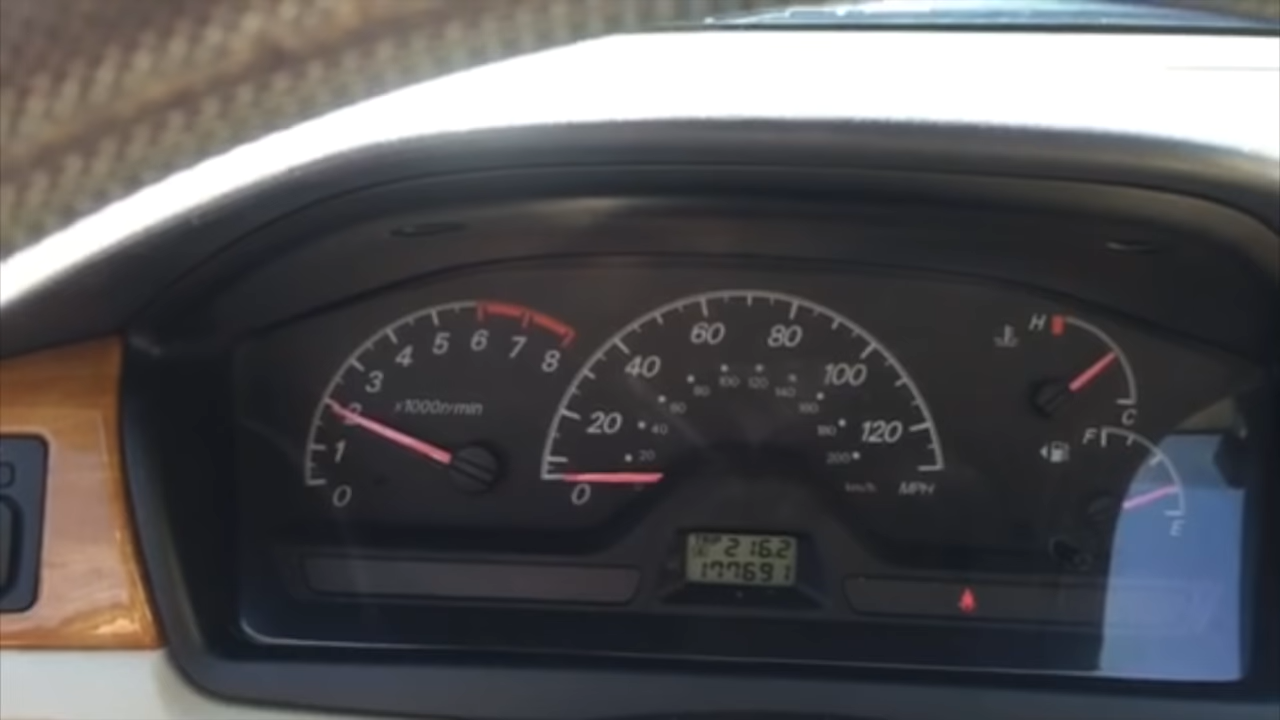 0 1 2 3 4 5 6 7 8
x1000r/min
0 20 40 60 80 100 120
20 40 60 80 100 120 140 160 180 200
km/h MPH
H
C
F
E
TRIP A 216.2
177691